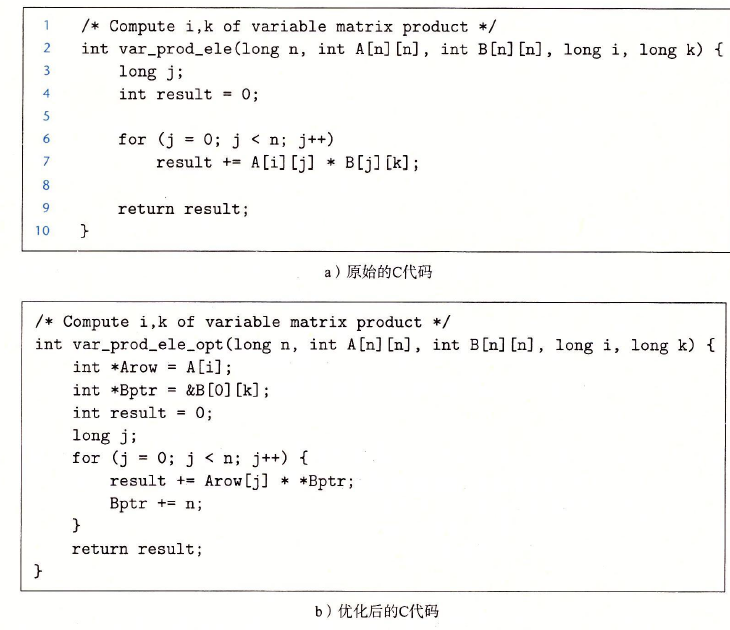 1 /* Compute i,k of variable matrix product */
2 int var_prod_ele(long n, int A[n][n], int B[n][n], long i, long k) {
3     long j;
4     int result = 0;
5
6     for (j = 0; j < n; j++)
7         result += A[i][j] * B[j][k];
8
9     return result;
10 }
a）原始的C代码
/* Compute i,k of variable matrix product */
int var_prod_ele_opt(long n, int A[n][n], int B[n][n], long i, long k) {
    int *Arow = A[i];
    int *Bptr = &B[0][k];
    int result = 0;
    long j;
    for (j = 0; j < n; j++) {
        result += Arow[j] * *Bptr;
        Bptr += n;
    }
    return result;
}
b）优化后的C代码